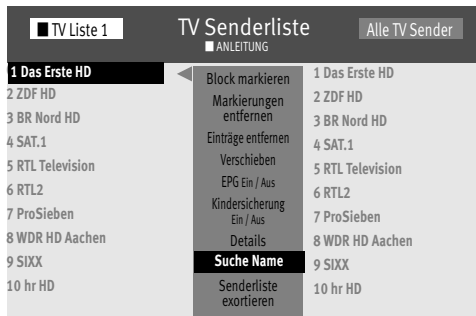 TV Liste 1
TV Senderliste
ANLEITUNG
Alle TV Sender
1 Das Erste HD
2 ZDF HD
3 BR Nord HD
4 SAT.1
5 RTL Television
6 RTL2
7 ProSieben
8 WDR HD Aachen
9 SIXX
10 hr HD
Block markieren
Markierungen
entfernen
Einträge entfernen
Verschieben
EPG Ein / Aus
Kindersicherung
Ein / Aus
Details
Suche Name
Senderliste
exortieren
1 Das Erste HD
2 ZDF HD
3 BR Nord HD
4 SAT.1
5 RTL Television
6 RTL2
7 ProSieben
8 WDR HD Aachen
9 SIXX
10 hr HD